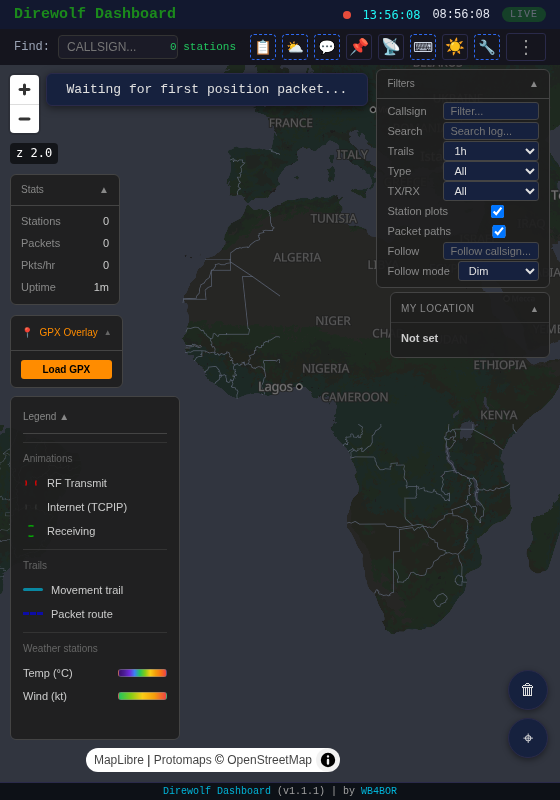 Direwolf Dashboard
13:56:08 08:56:08 LIVE
Find: CALLSIGN... 0 stations
Waiting for first position packet...
z 2.0
Stats
Stations 0
Packets 0
Pkts/hr 0
Uptime 1m
GPX Overlay
Load GPX
Legend
Animations
RF Transmit
Internet (TCPIP)
Receiving
Trails
Movement trail
Packet route
Weather stations
Temp (°C)
Wind (kt)
Filters
Callsign Filter...
Search Search log...
Trails 1h
Type All
TX/RX All
Station plots
Packet paths
Follow Follow callsign...
Follow mode Dim
MY LOCATION
Not set
FRANCE
ITALY
TUNISIA
ALGERIA
NIGER
NIGERIA
Lagos
CAMEROON
ETHIOPIA
KENYA
MapLibre | Protomaps © OpenStreetMap
Direwolf Dashboard (v1.1.1) | by WB4BOR